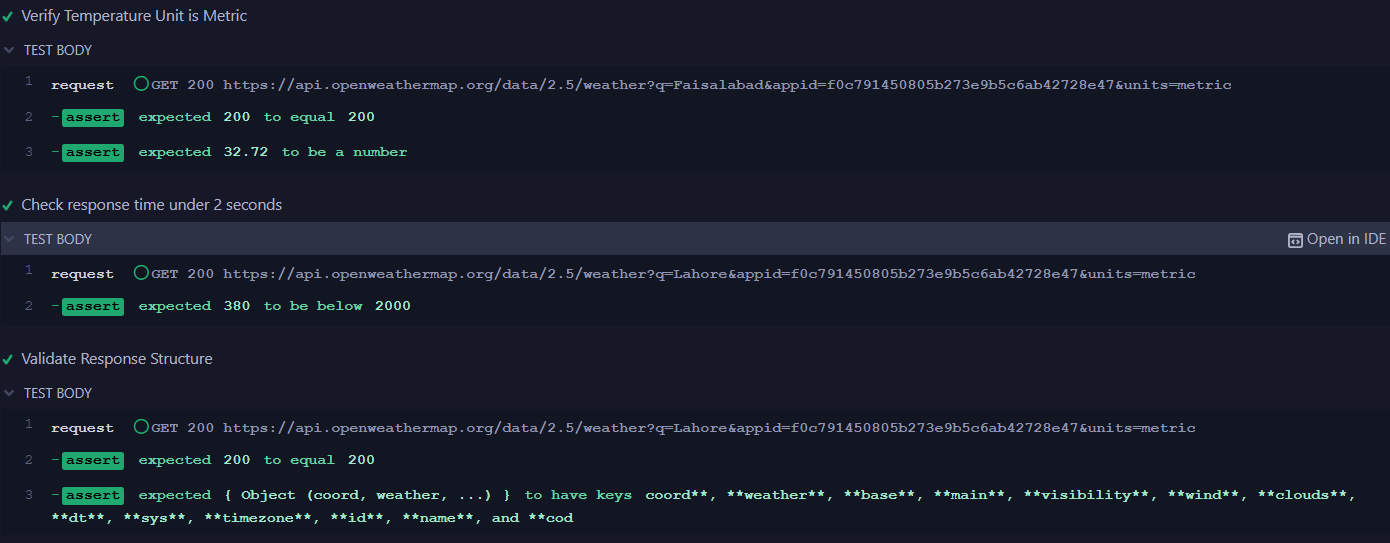 Verify Temperature Unit is Metric
TEST BODY
1 request GET 200 https://api.openweathermap.org/data/2.5/weather?q=Faisalabad&appid=f0c791450805b273e9b5c6ab42728e47&units=metric
2 -assert expected 200 to equal 200
3 -assert expected 32.72 to be a number
Check response time under 2 seconds
TEST BODY Open in IDE
1 request GET 200 https://api.openweathermap.org/data/2.5/weather?q=Lahore&appid=f0c791450805b273e9b5c6ab42728e47&units=metric
2 -assert expected 380 to be below 2000
Validate Response Structure
TEST BODY
1 request GET 200 https://api.openweathermap.org/data/2.5/weather?q=Lahore&appid=f0c791450805b273e9b5c6ab42728e47&units=metric
2 -assert expected 200 to equal 200
3 -assert expected { Object (coord, weather, ...) } to have keys coord**, **weather**, **base**, **main**, **visibility**, **wind**, **clouds**,
**dt**, **sys**, **timezone**, **id**, **name**, and **cod